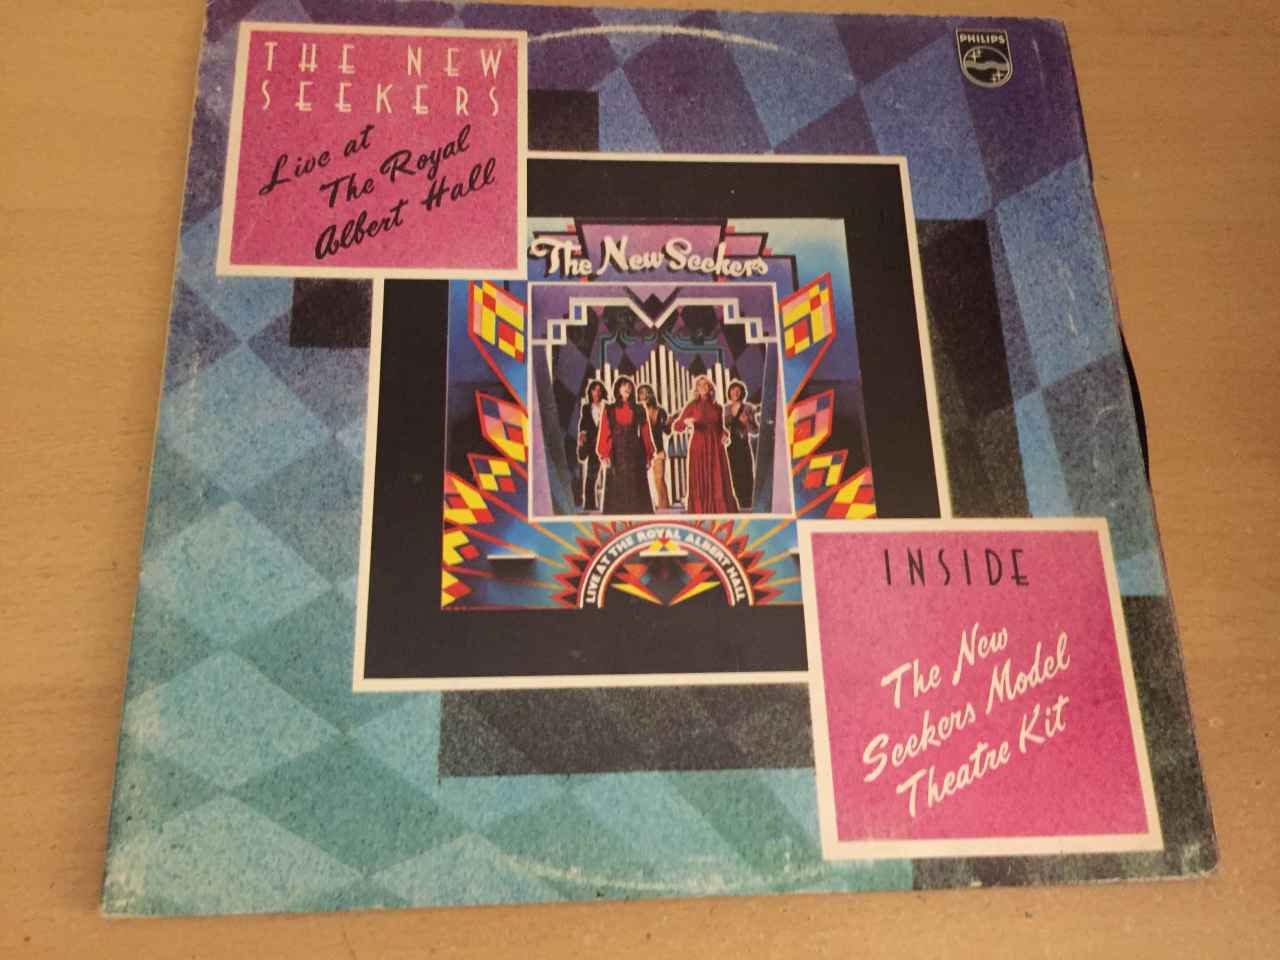 THE NEW
SEEKERS
Live at
The Royal
Albert Hall
PHILIPS
The New Seekers
LIVE AT THE ROYAL ALBERT HALL
INSIDE
The New
Seekers Model
Theatre Kit